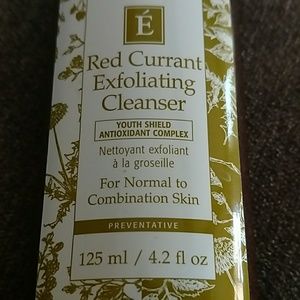 É
Red Currant
Exfoliating
Cleanser
YOUTH SHIELD
ANTIOXIDANT COMPLEX
Nettoyant exfoliant
à la groseille
For Normal to
Combination Skin
PREVENTATIVE
125 ml / 4.2 fl oz